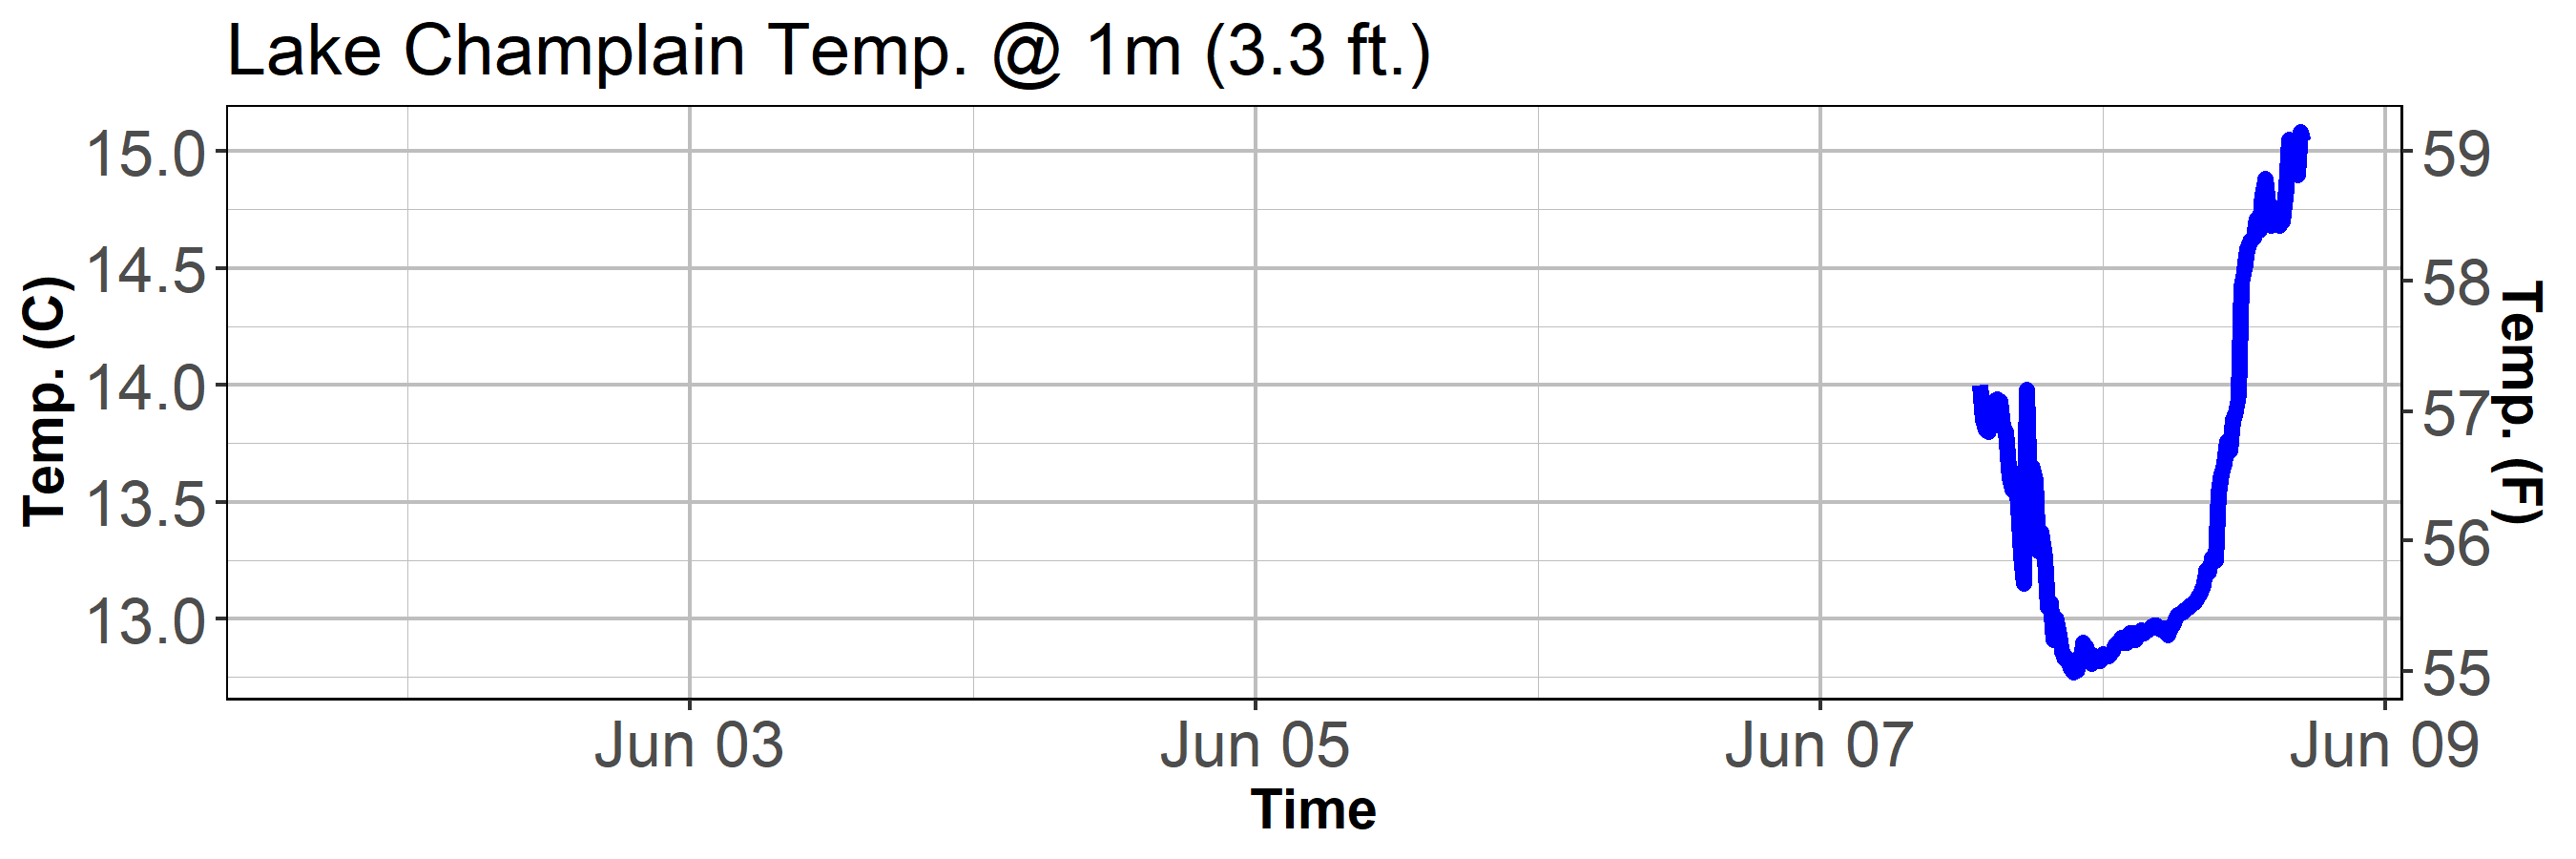 Lake Champlain Temp. @ 1m (3.3 ft.)
Temp. (C)
15.0
14.5
14.0
13.5
13.0
59
58
57
56
55
Temp. (F)
Jun 03
Jun 05
Jun 07
Jun 09
Time